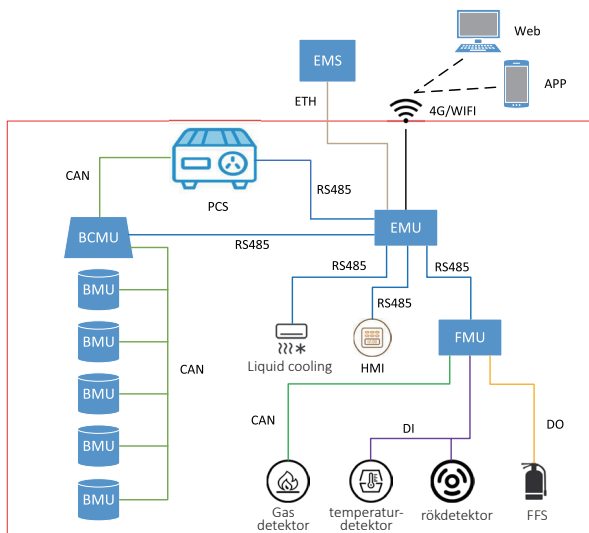 Web
EMS
APP
ETH
4G/WIFI
CAN
RS485
PCS
EMU
BCMU
RS485
RS485
RS485
BMU
RS485
BMU
FMU
Liquid cooling
HMI
CAN
BMU
CAN
DI
DO
BMU
BMU
Gas
detektor
temperatur-
detektor
rökdetektor
FFS